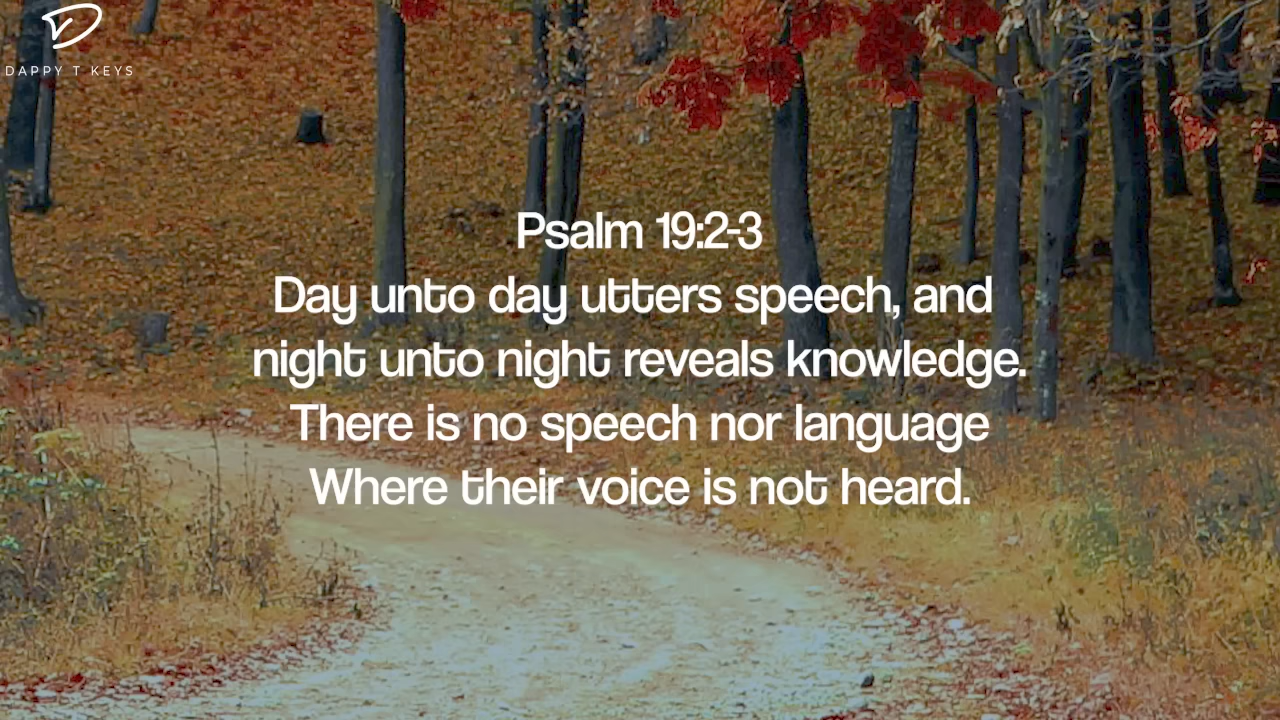 DAPPY T KEYS
Psalm 19:2-3
Day unto day utters speech, and
night unto night reveals knowledge.
There is no speech nor language
Where their voice is not heard.